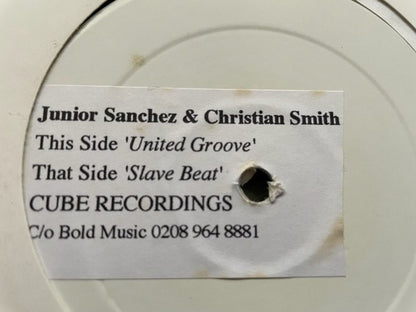 Junior Sanchez & Christian Smith
This Side 'United Groove'
That Side 'Slave Beat'
CUBE RECORDINGS
C/o Bold Music 0208 964 8881